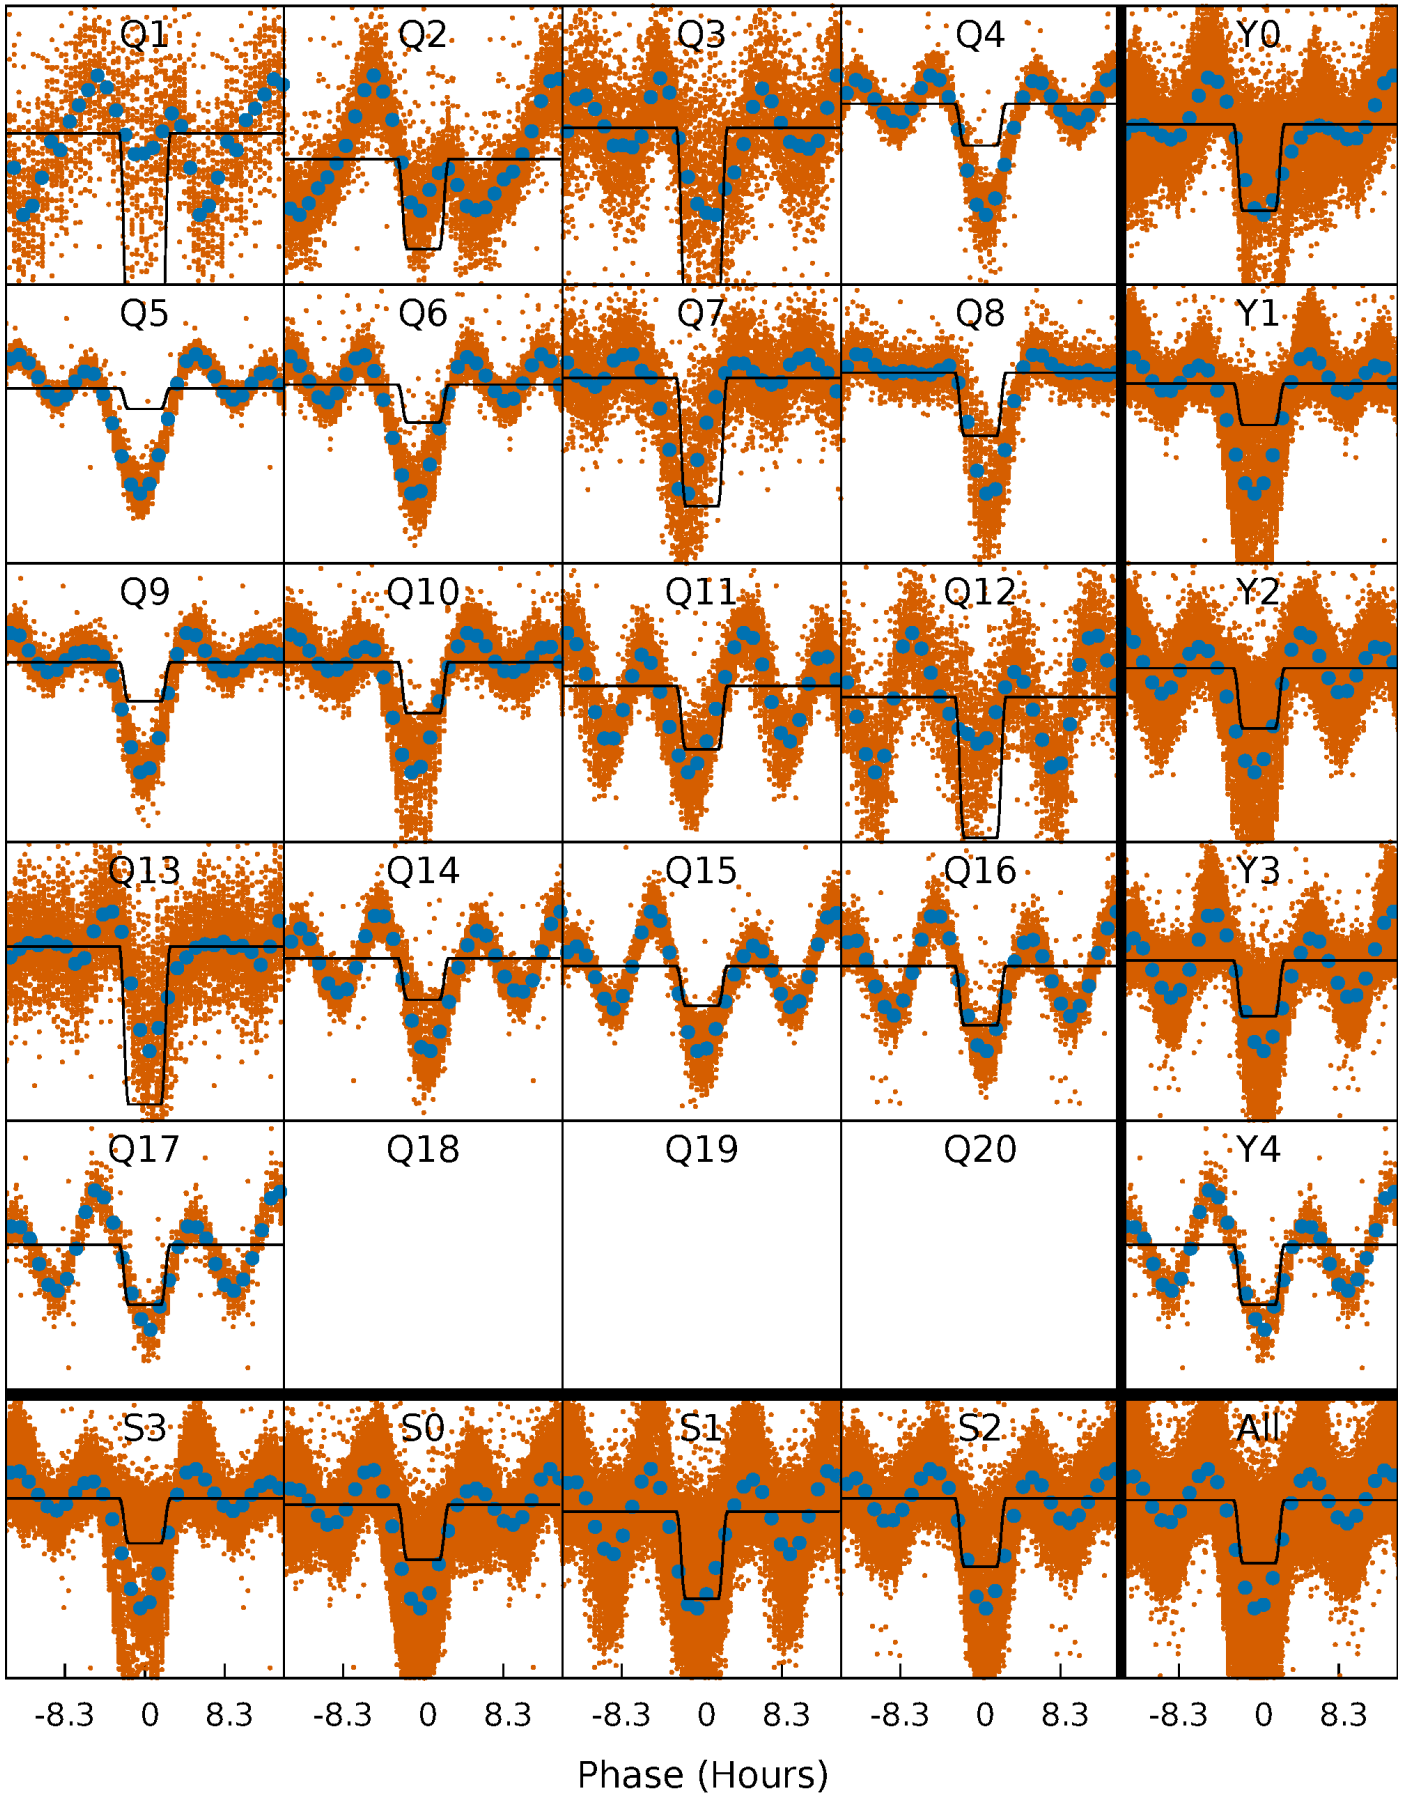 Q1 Q2 Q3 Q4 Y0
Q5 Q6 Q7 Q8 Y1
Q9 Q10 Q11 Q12 Y2
Q13 Q14 Q15 Q16 Y3
Q17 Q18 Q19 Q20 Y4
S3 S0 S1 S2 All
-8.3 0 8.3 -8.3 0 8.3 -8.3 0 8.3 -8.3 0 8.3 -8.3 0 8.3
Phase (Hours)